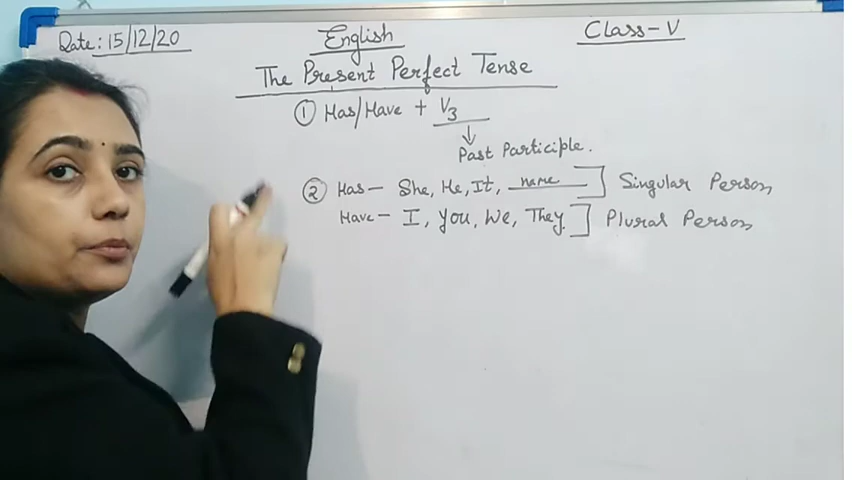 Date: 15/12/20 English Class-V
The Present Perfect Tense
① Has/Have + V3
↓
Past Participle.
② Has- She, He, It, name ] Singular Person
Have- I, You, We, They. ] Plural Person